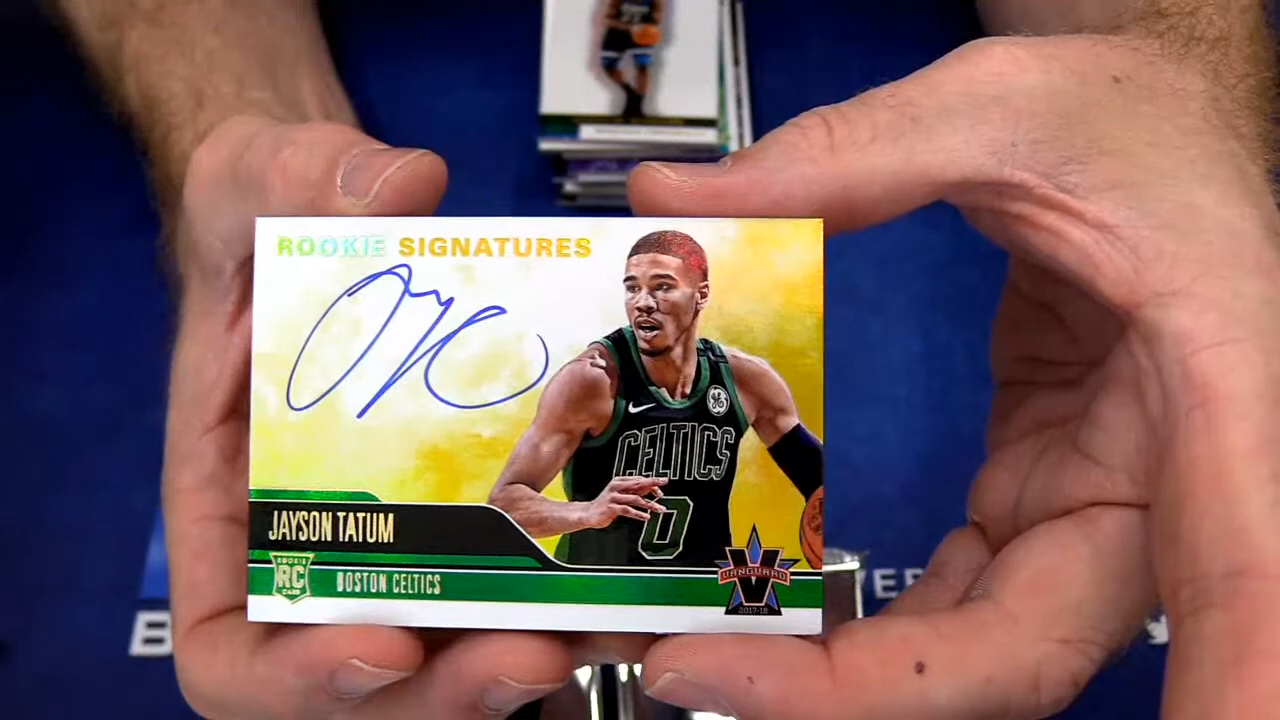 ROOKIE SIGNATURES
CELTICS
0
JAYSON TATUM
ROOKIE
RC
CARD
BOSTON CELTICS
VANGUARD
2017-18
B